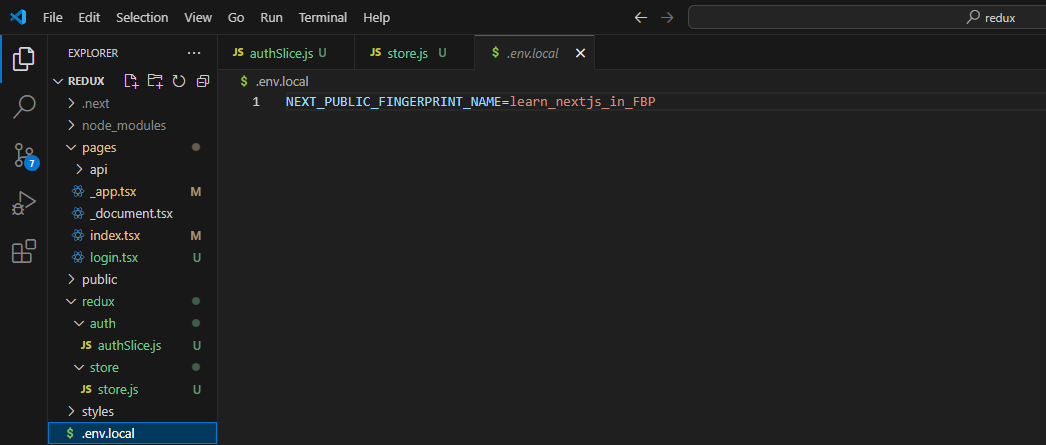 File Edit Selection View Go Run Terminal Help
redux
EXPLORER
JS authSlice.js U
JS store.js U
$ .env.local
REDUX
$ .env.local
.next
1 NEXT_PUBLIC_FINGERPRINT_NAME=learn_nextjs_in_FBP
node_modules
pages
api
7
_app.tsx M
_document.tsx
index.tsx M
login.tsx U
public
redux
auth
JS authSlice.js U
store
JS store.js U
styles
$ .env.local